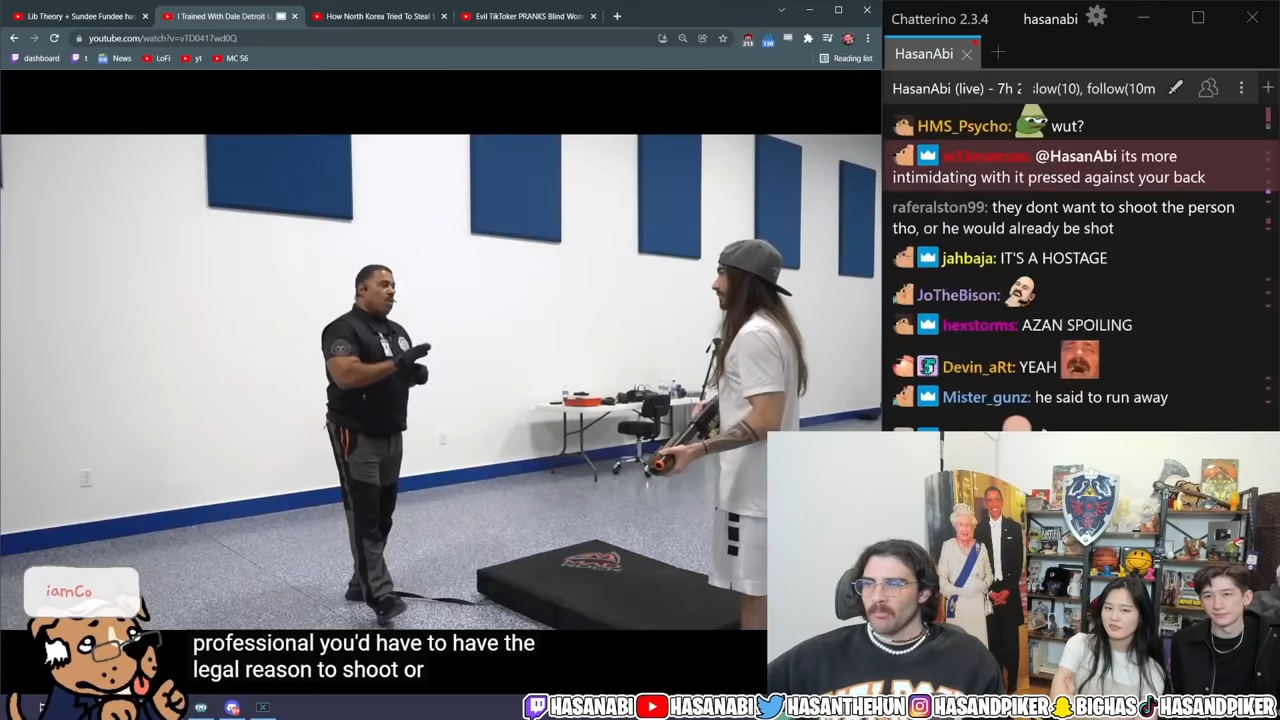 Lib Theory + Sundee Fundee has
I Trained With Dale Detroit U
How North Korea Tried To Steal $
Evil TikToker PRANKS Blind Wom
youtube.com/watch?v=vTD0417wd0Q
213
130
dashboard
t
News
LoFi
yt
MC S6
Reading list
Chatterino 2.3.4
hasanabi
HasanAbi
HasanAbi (live) - 7h 2
slow(10), follow(10m
HMS_Psycho: wut?
@HasanAbi its more
intimidating with it pressed against your back
raferalston99: they dont want to shoot the person
tho, or he would already be shot
jahbaja: IT'S A HOSTAGE
JoTheBison:
hexstorms: AZAN SPOILING
Devin_aRt: YEAH
Mister_gunz: he said to run away
iamCo
professional you'd have to have the
legal reason to shoot or
HASANABI
HASANABI
HASANTHEHUN
HASANDPIKER
BIGHAS
HASANDPIKER